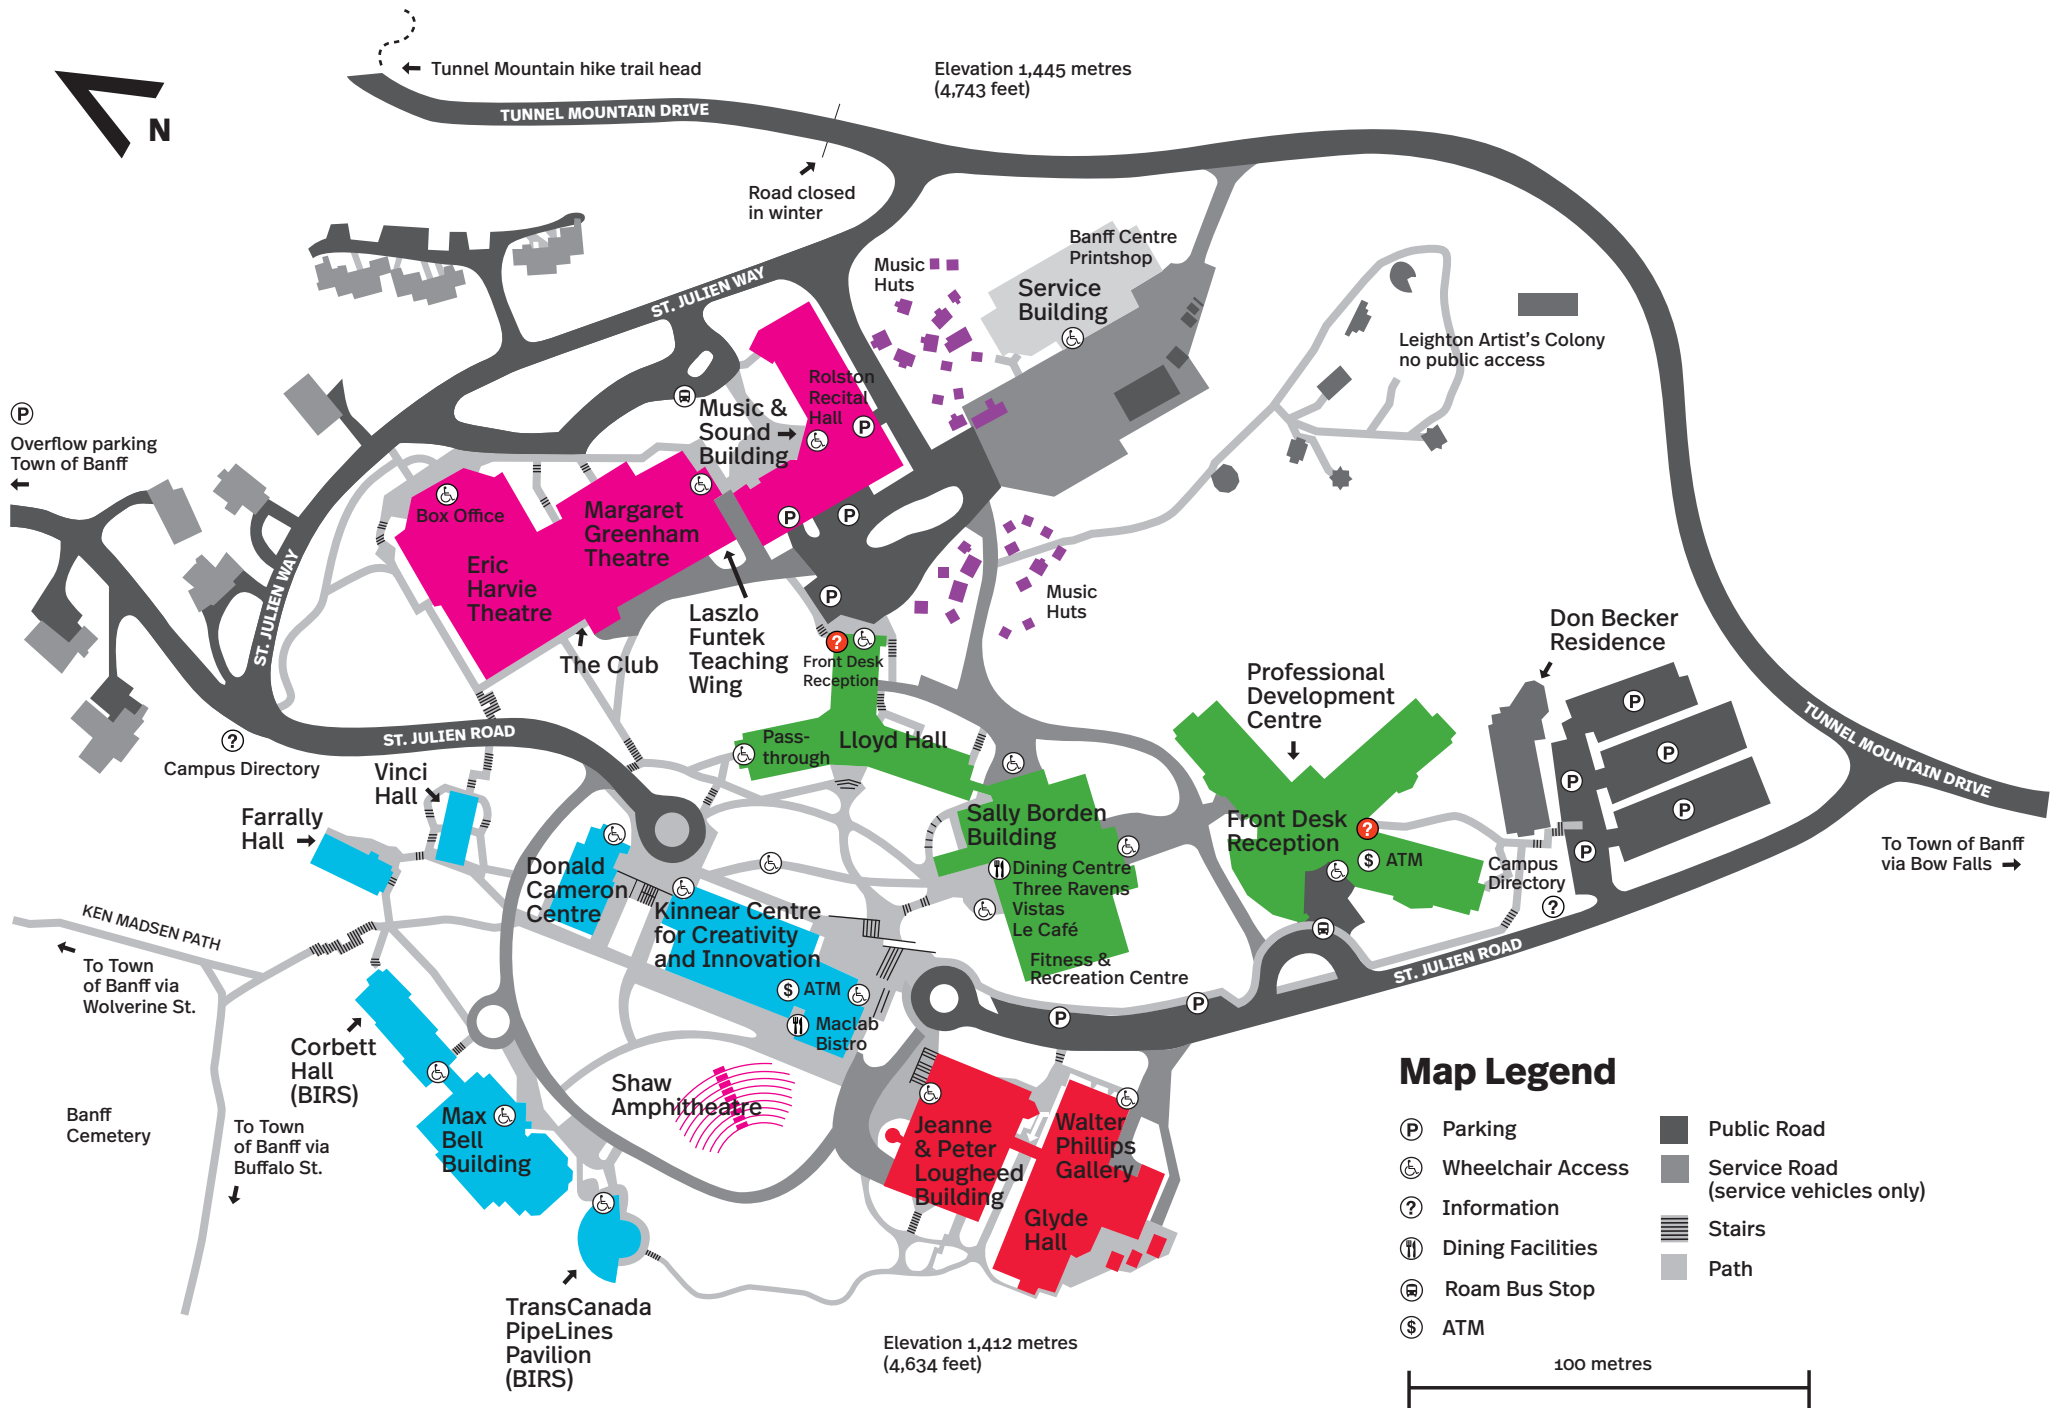 Tunnel Mountain hike trail head
Elevation 1,445 metres
(4,743 feet)
TUNNEL MOUNTAIN DRIVE
N
Road closed
in winter
Banff Centre
Printshop
Music
Huts
Service
Building
ST. JULIEN WAY
Leighton Artist's Colony
no public access
Rolston
Recital
Hall
P
Music &
Sound
Building
P
Overflow parking
Town of Banff
Box Office
Margaret
Greenham
Theatre
P
P
Eric
Harvie
Theatre
ST. JULIEN WAY
P
Music
Huts
Laszlo
Funtek
Teaching
Wing
The Club
?
Front Desk
Reception
Don Becker
Residence
Professional
Development
Centre
P
TUNNEL MOUNTAIN DRIVE
ST. JULIEN ROAD
?
Campus Directory
Pass-
through
Lloyd Hall
P
P
P
Vinci
Hall
Farrally
Hall
Sally Borden
Building
Front Desk
Reception
?
$ ATM
P
To Town of Banff
via Bow Falls
Donald
Cameron
Centre
Dining Centre
Three Ravens
Vistas
Le Café
Campus
Directory
?
KEN MADSEN PATH
Kinnear Centre
for Creativity
and Innovation
To Town
of Banff via
Wolverine St.
Fitness &
Recreation Centre
ST. JULIEN ROAD
$ ATM
P
P
Maclab
Bistro
Corbett
Hall
(BIRS)
Shaw
Amphitheatre
Banff
Cemetery
To Town
of Banff via
Buffalo St.
Max
Bell
Building
Jeanne
& Peter
Lougheed
Building
Walter
Phillips
Gallery
Glyde
Hall
TransCanada
PipeLines
Pavilion
(BIRS)
Elevation 1,412 metres
(4,634 feet)
Map Legend
P Parking
Wheelchair Access
? Information
Dining Facilities
Roam Bus Stop
$ ATM
Public Road
Service Road
(service vehicles only)
Stairs
Path
100 metres